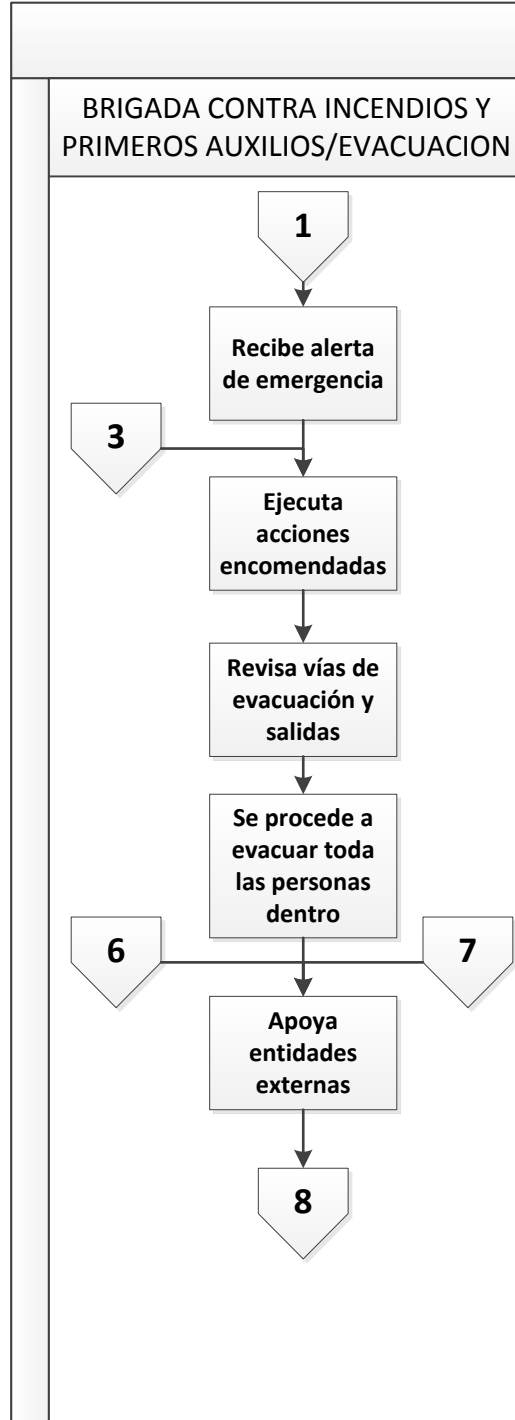 BRIGADA CONTRA INCENDIOS Y
PRIMEROS AUXILIOS/EVACUACION
1
Recibe alerta
de emergencia
3
Ejecuta
acciones
encomendadas
Revisa vías de
evacuación y
salidas
Se procede a
evacuar toda
las personas
dentro
6
7
Apoya
entidades
externas
8